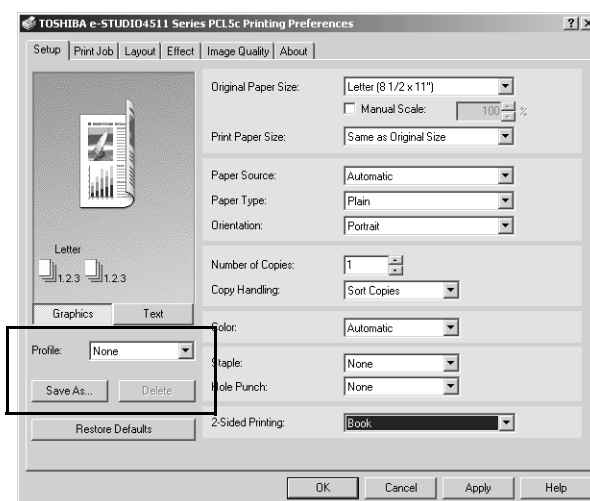 TOSHIBA e-STUDIO4511 Series PCL5c Printing Preferences
Setup Print Job Layout Effect Image Quality About
Original Paper Size: Letter (8 1/2 x 11")
Manual Scale: 100 %
Print Paper Size: Same as Original Size
Paper Source: Automatic
Paper Type: Plain
Orientation: Portrait
Letter
1.2.3 1.2.3
Number of Copies: 1
Copy Handling: Sort Copies
Graphics Text
Color: Automatic
Profile: None
Staple: None
Save As... Delete
Hole Punch: None
Restore Defaults
2-Sided Printing: Book
OK Cancel Apply Help